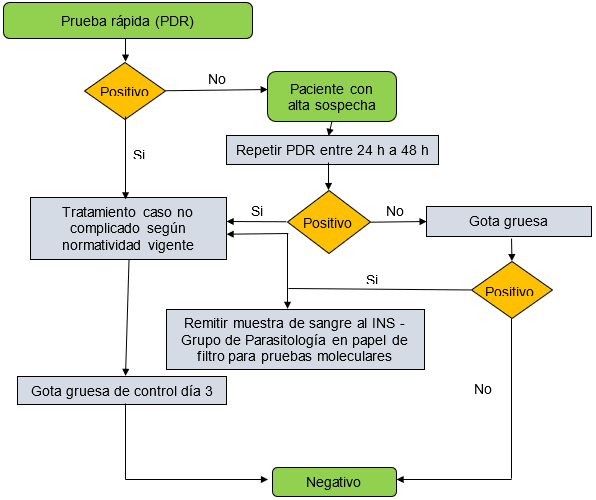 Prueba rápida (PDR)
Positivo
No
Paciente con
alta sospecha
Si
Repetir PDR entre 24 h a 48 h
Tratamiento caso no
complicado según
normatividad vigente
Si
Positivo
No
Gota gruesa
Si
Positivo
Remitir muestra de sangre al INS -
Grupo de Parasitología en papel de
filtro para pruebas moleculares
Gota gruesa de control día 3
No
Negativo